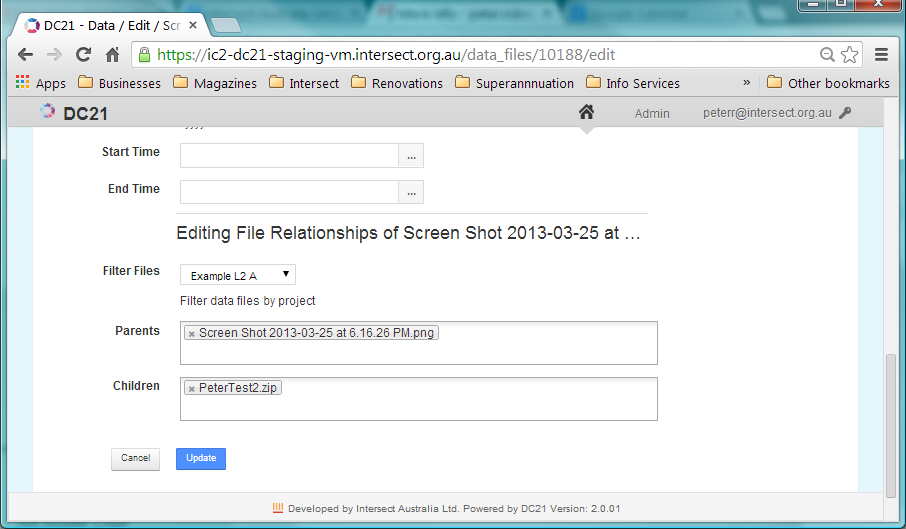 DC21 - Data / Edit / Scr
https://ic2-dc21-staging-vm.intersect.org.au/data_files/10188/edit
Apps Businesses Magazines Intersect Renovations Superannnuation Info Services » Other bookmarks
DC21 Admin peterr@intersect.org.au
Start Time ...
End Time ...
Editing File Relationships of Screen Shot 2013-03-25 at …
Filter Files Example L2 A
Filter data files by project
Parents × Screen Shot 2013-03-25 at 6.16.26 PM.png
Children × PeterTest2.zip
Cancel Update
Developed by Intersect Australia Ltd. Powered by DC21 Version: 2.0.01